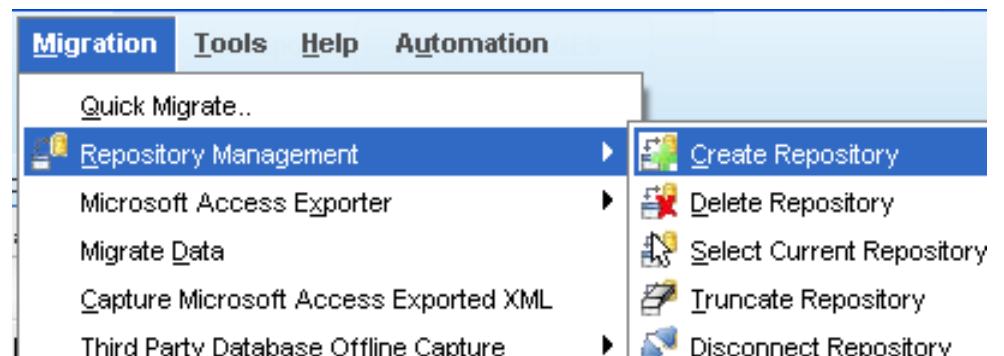 Migration Tools Help Automation
Quick Migrate..
Repository Management
Microsoft Access Exporter
Migrate Data
Capture Microsoft Access Exported XML
Third Party Database Offline Capture
Create Repository
Delete Repository
Select Current Repository
Truncate Repository
Disconnect Repository